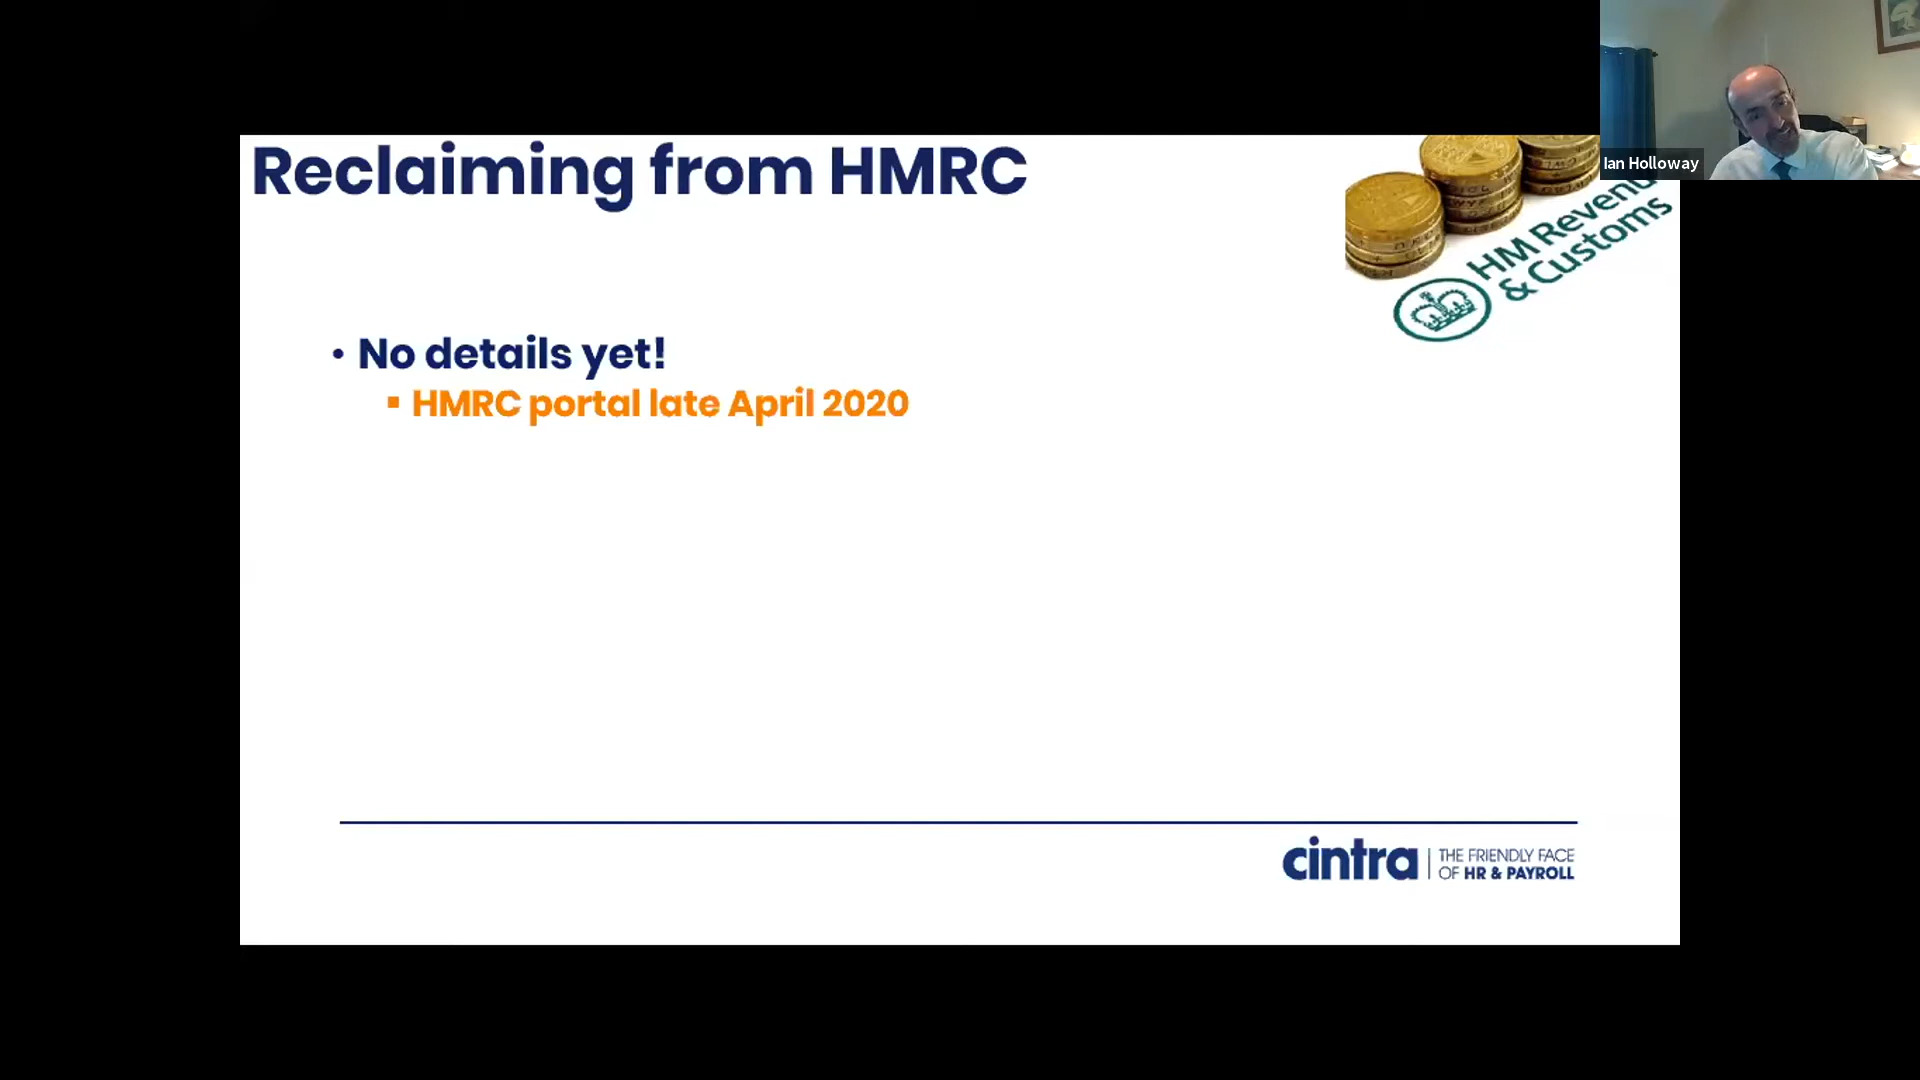 Reclaiming from HMRC
HM Revenu
& Customs
Ian Holloway
• No details yet!
▪ HMRC portal late April 2020
cintra
THE FRIENDLY FACE
OF HR & PAYROLL